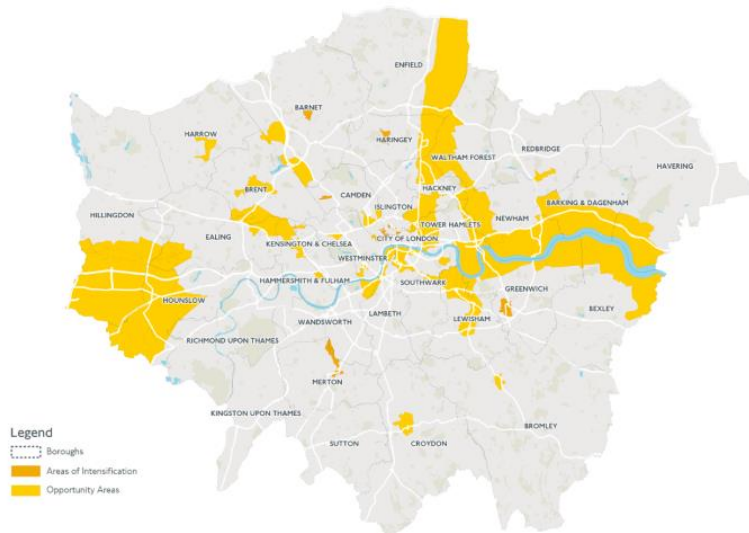 ENFIELD
BARNET
HARROW
HARINGEY
WALTHAM FOREST
REDBRIDGE
HAVERING
BRENT
CAMDEN
ISLINGTON
HACKNEY
BARKING & DAGENHAM
HILLINGDON
EALING
TOWER HAMLETS
NEWHAM
KENSINGTON & CHELSEA
CITY OF LONDON
WESTMINSTER
HAMMERSMITH & FULHAM
SOUTHWARK
GREENWICH
HOUNSLOW
BEXLEY
WANDSWORTH
LAMBETH
LEWISHAM
RICHMOND UPON THAMES
MERTON
KINGSTON UPON THAMES
BROMLEY
SUTTON
CROYDON
Legend
Boroughs
Areas of Intensification
Opportunity Areas